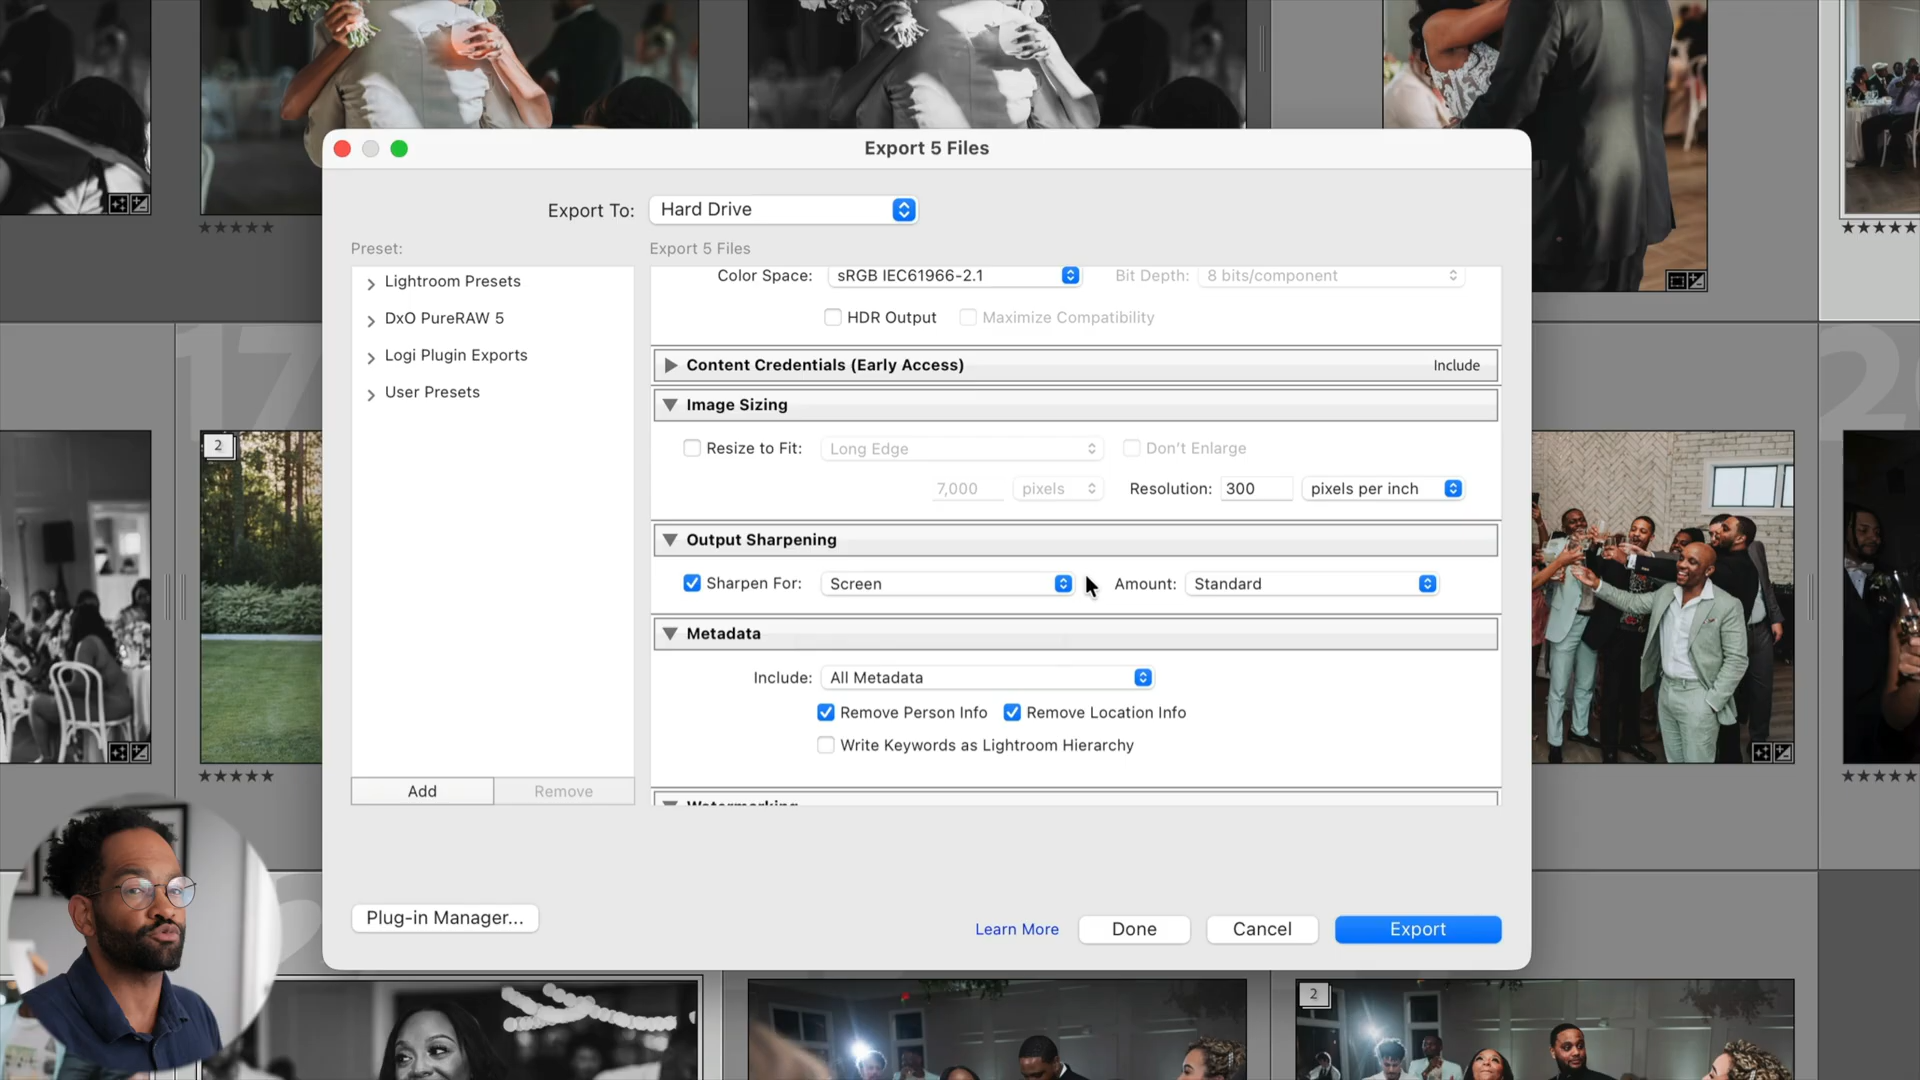 Export 5 Files
Export To: Hard Drive
Preset:
Export 5 Files
Lightroom Presets
DxO PureRAW 5
Logi Plugin Exports
User Presets
Add Remove
Color Space: sRGB IEC61966-2.1 Bit Depth: 8 bits/component
HDR Output Maximize Compatibility
Content Credentials (Early Access) Include
Image Sizing
Resize to Fit: Long Edge Don't Enlarge
7,000 pixels Resolution: 300 pixels per inch
Output Sharpening
Sharpen For: Screen Amount: Standard
Metadata
Include: All Metadata
Remove Person Info Remove Location Info
Write Keywords as Lightroom Hierarchy
Watermarking
Plug-in Manager...
Learn More Done Cancel Export
17
2
2